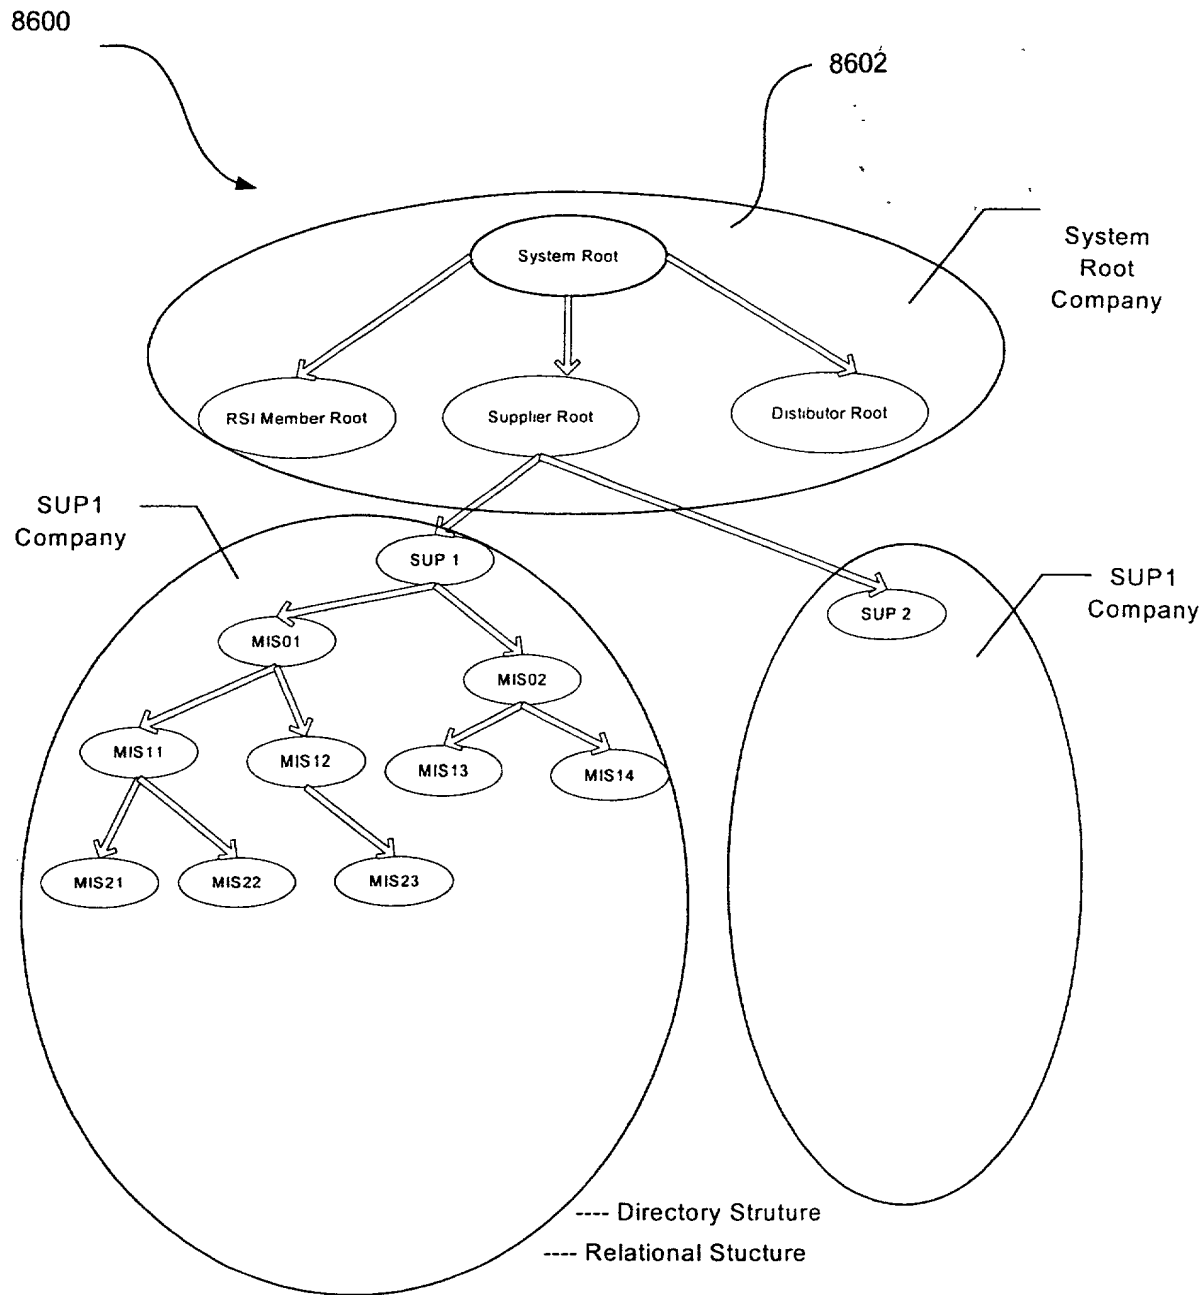 8600
8602
System Root
System
Root
Company
RSI Member Root
Supplier Root
Distibutor Root
SUP1
Company
SUP 1
SUP1
Company
SUP 2
MIS01
MIS02
MIS11
MIS12
MIS13
MIS14
MIS21
MIS22
MIS23
---- Directory Struture
---- Relational Stucture